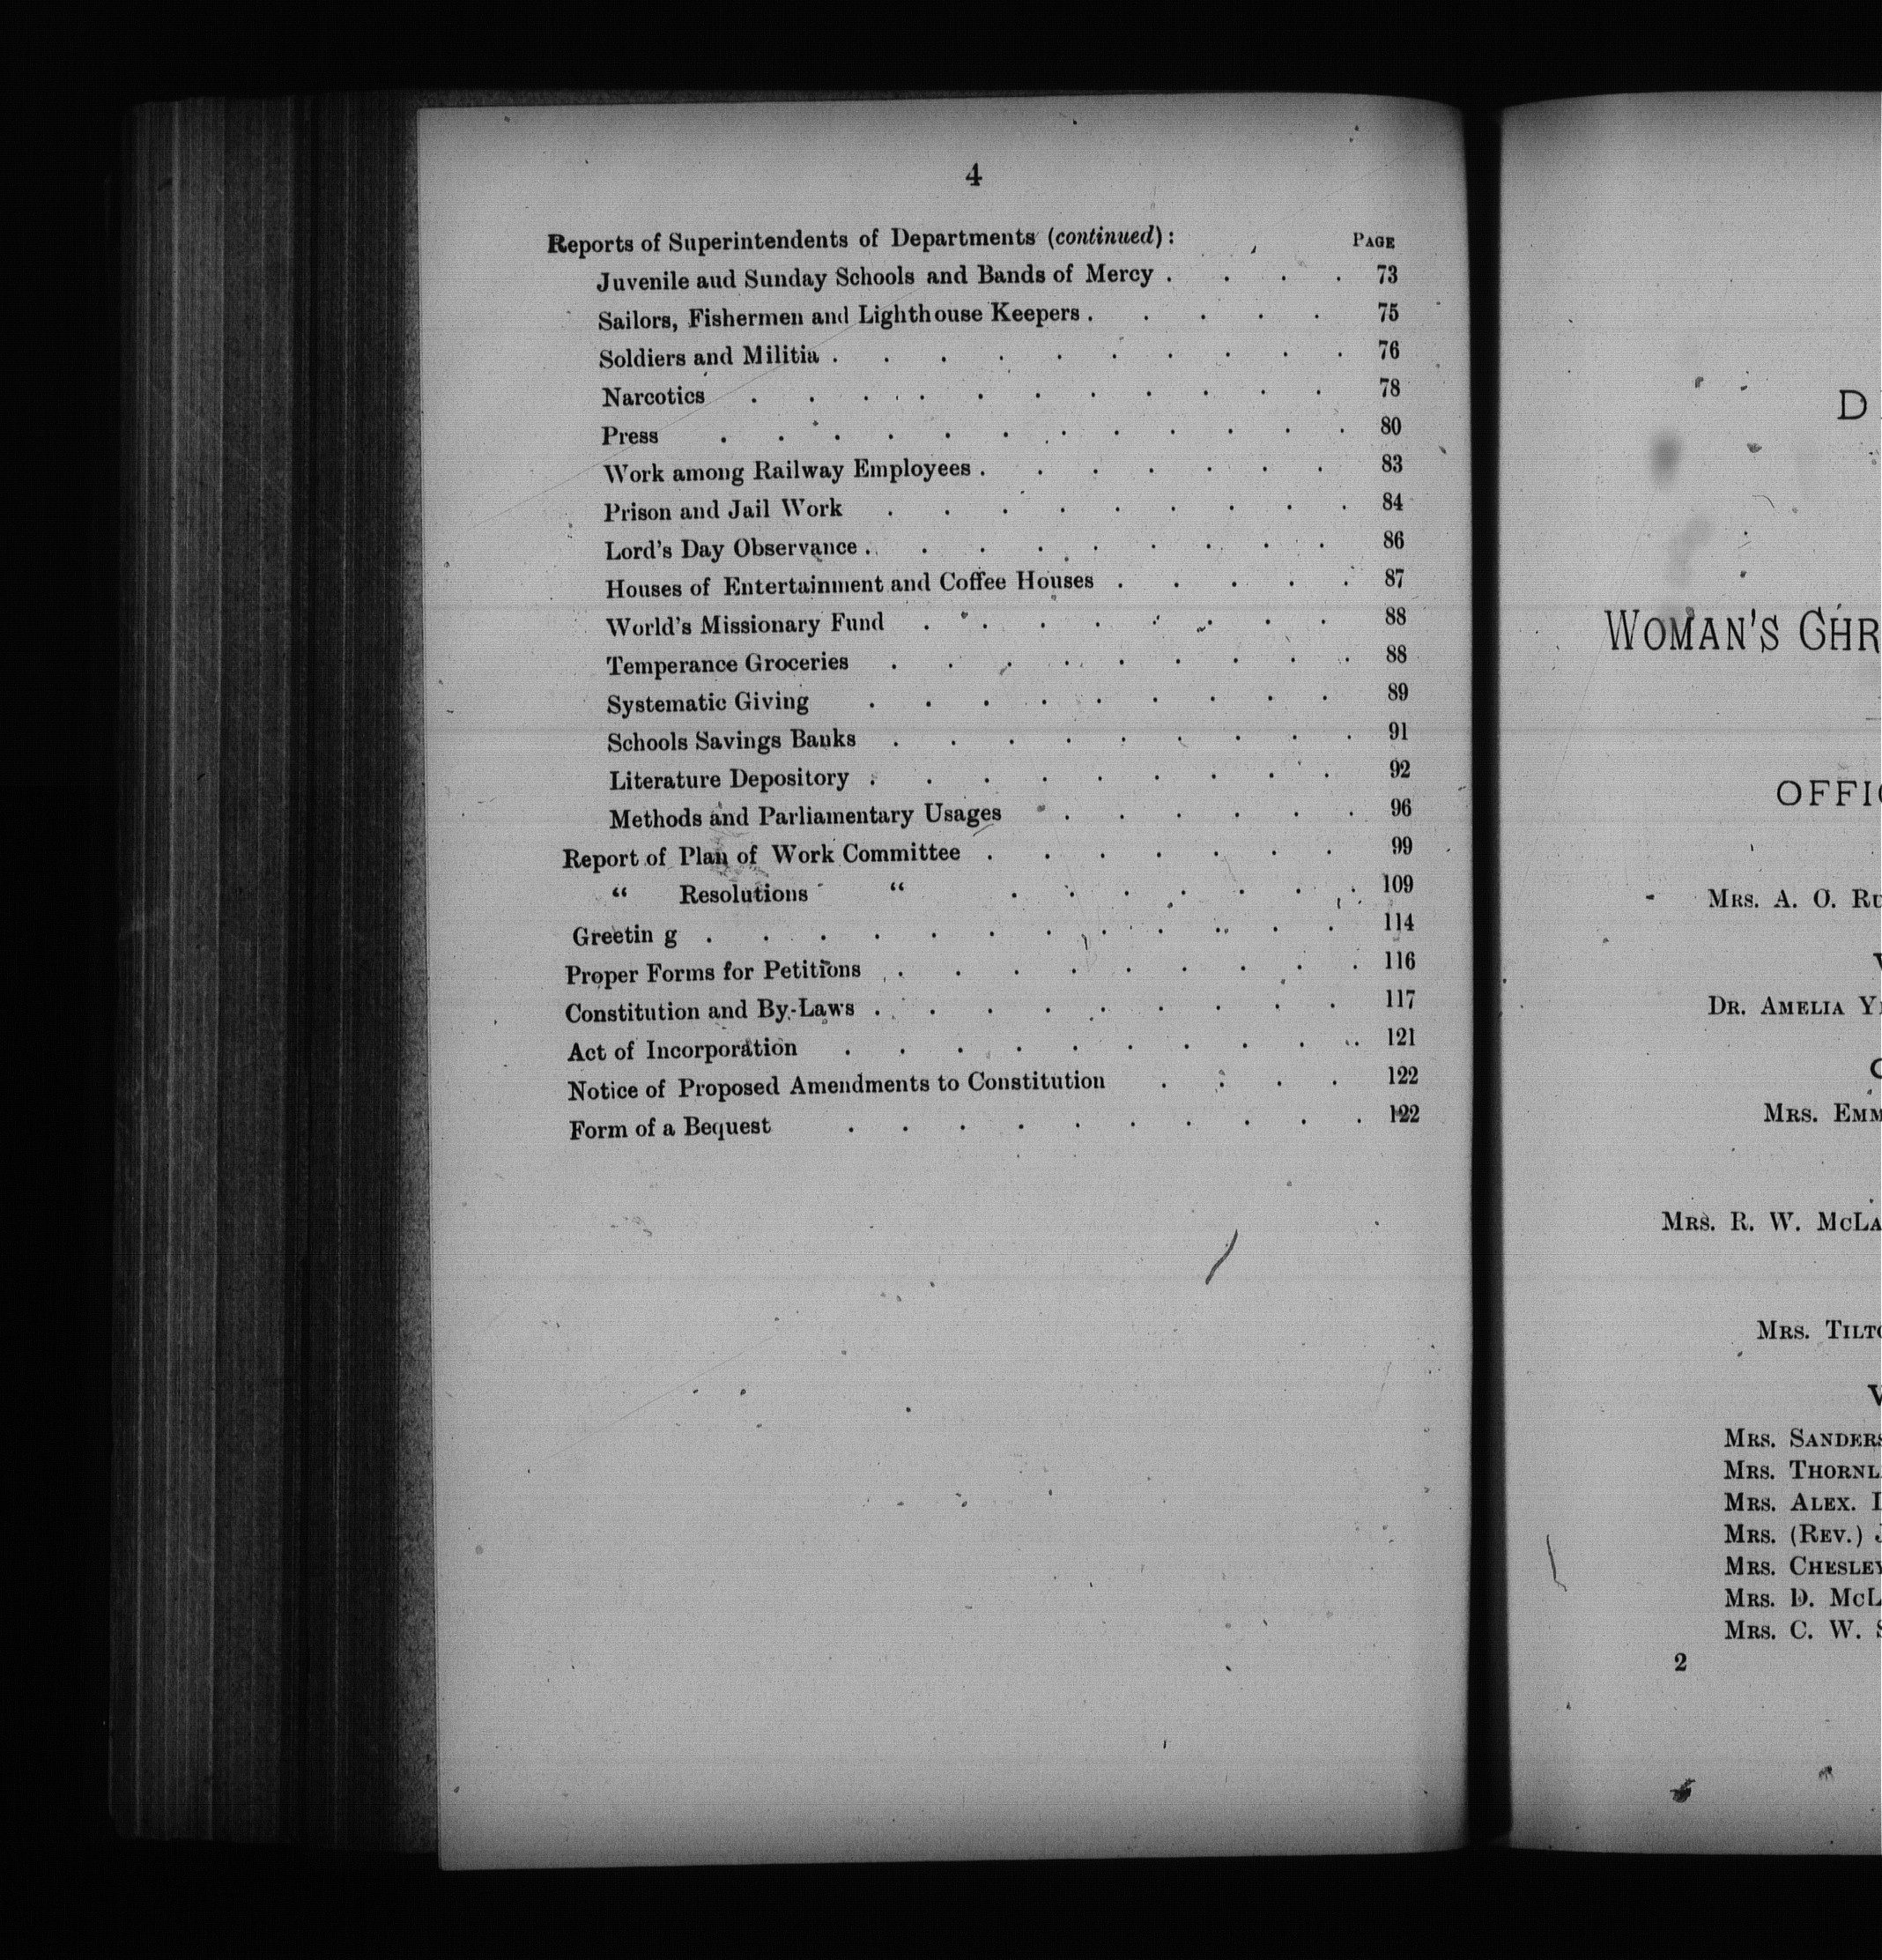 4
Reports of Superintendents of Departments (continued): PAGE
Juvenile aud Sunday Schools and Bands of Mercy . . . . 73
Sailors, Fishermen and Lighthouse Keepers . . . . . 75
Soldiers and Militia . . . . . . . . . . 76
Narcotics . . . . . . . . . . . 78
Press . . . . . . . . . . . . 80
Work among Railway Employees . . . . . . . 83
Prison and Jail Work . . . . . . . . . 84
Lord's Day Observance . . . . . . . . . 86
Houses of Entertainment and Coffee Houses . . . . . 87
World's Missionary Fund . . . . . . . . 88
Temperance Groceries . . . . . . . . . 88
Systematic Giving . . . . . . . . . 89
Schools Savings Banks . . . . . . . . . 91
Literature Depository . . . . . . . . . 92
Methods and Parliamentary Usages . . . . . . 96
Report of Plan of Work Committee . . . . . . . 99
“ Resolutions “ . . . . . . . 109
Greetin g . . . . . . . . . . . . 114
Proper Forms for Petitions . . . . . . . . . 116
Constitution and By-Laws . . . . . . . . . 117
Act of Incorporation . . . . . . . . . . 121
Notice of Proposed Amendments to Constitution . . . . 122
Form of a Bequest . . . . . . . . . . 122
D
WOMAN'S CHR
OFFIC
MRS. A. O. RU
V
DR. AMELIA Y
C
MRS. EMM
MRS. R. W. MCLA
MRS. TILTO
V
MRS. SANDERS
MRS. THORNL
MRS. ALEX.
MRS. (REV.) J
MRS. CHESLEY
MRS. D. MCL
MRS. C. W. S
2